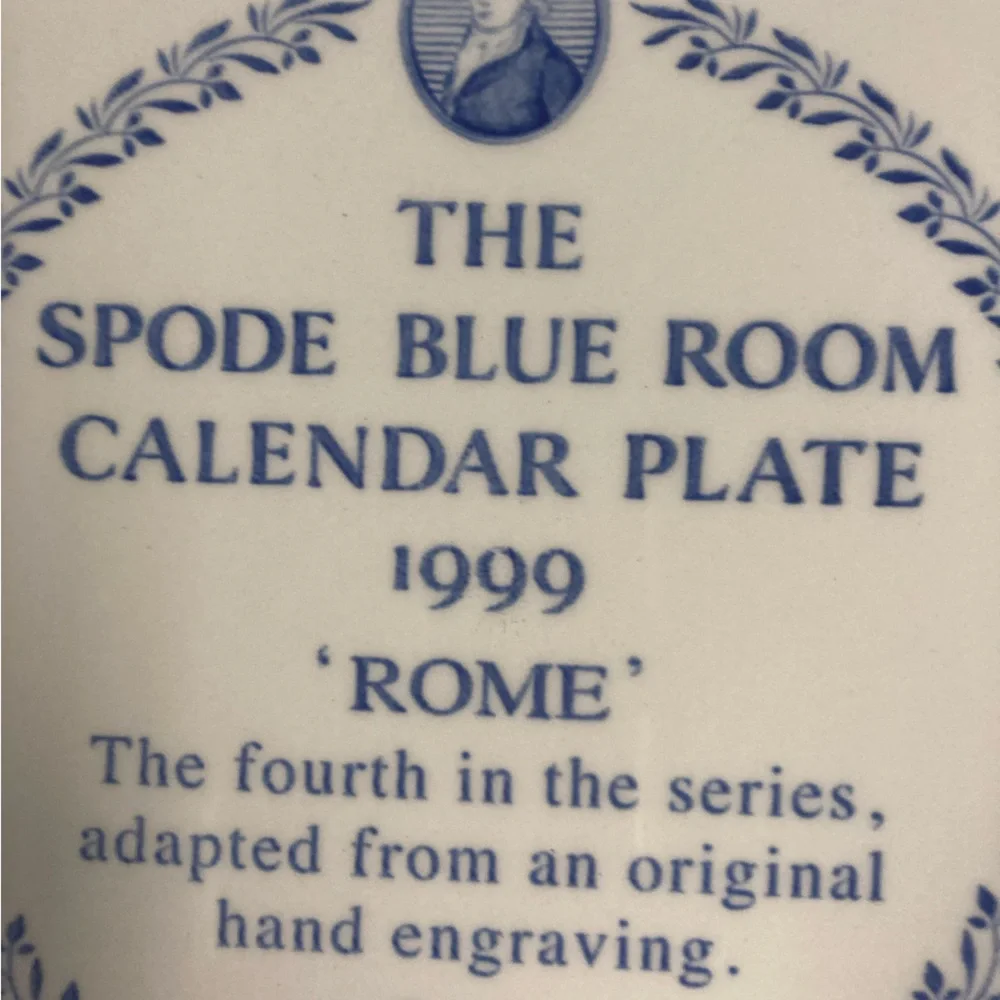 THE
SPODE BLUE ROOM
CALENDAR PLATE
1999
‘ROME’
The fourth in the series,
adapted from an original
hand engraving.